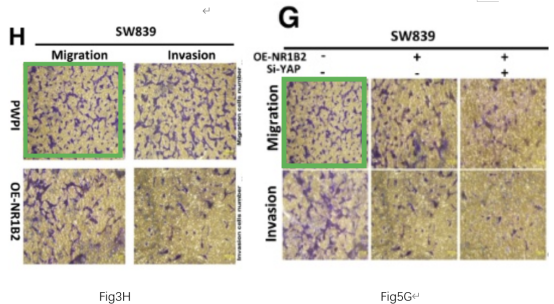 H
SW839
Migration Invasion
PWPI
OE-NR1B2
Migration cells number
Invasion cells number
Fig3H
G
SW839
OE-NR1B2 - + +
Si-YAP - - +
Migration
Invasion
Fig5G